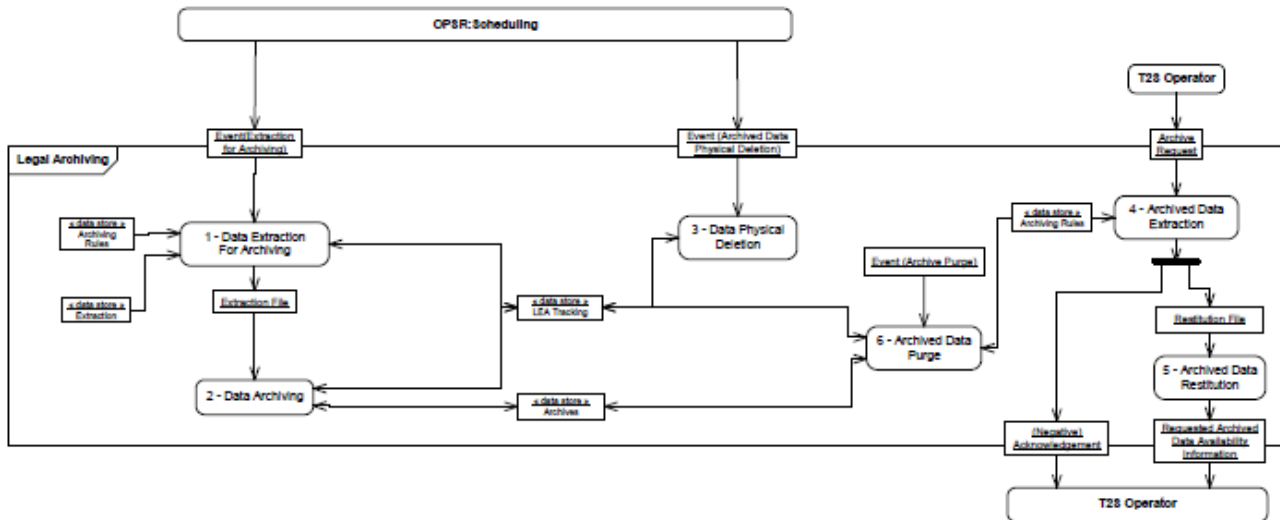 OPSR:Scheduling
T2S Operator
Event(Extraction
for Archiving)
Event (Archived Data
Physical Deletion)
Archive
Request
Legal Archiving
« data store »
Archiving
Rules
1 - Data Extraction
For Archiving
3 - Data Physical
Deletion
« data store »
Archiving Rules
4 - Archived Data
Extraction
Event (Archive Purge)
« data store »
Extraction
Extraction File
« data store »
LEA Tracking
Restitution File
6 - Archived Data
Purge
5 - Archived Data
Restitution
2 - Data Archiving
« data store »
Archives
(Negative)
Acknowledgement
Requested Archived
Data Availability
Information
T2S Operator